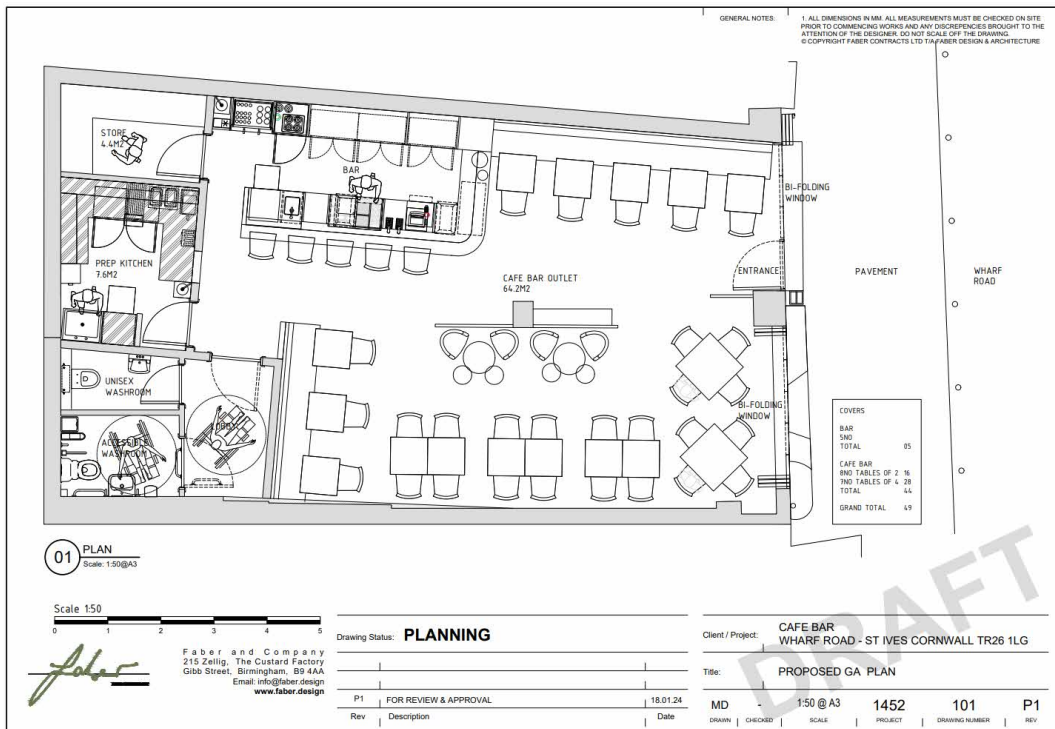 GENERAL NOTES:
1. ALL DIMENSIONS IN MM. ALL MEASUREMENTS MUST BE CHECKED ON SITE
PRIOR TO COMMENCING WORKS AND ANY DISCREPENCIES BROUGHT TO THE
ATTENTION OF THE DESIGNER. DO NOT SCALE OFF THE DRAWING.
© COPYRIGHT FABER CONTRACTS LTD T/A FABER DESIGN & ARCHITECTURE
STORE
4.4M2
BAR
BI-FOLDING
WINDOW
PREP KITCHEN
7.6M2
CAFE BAR OUTLET
64.2M2
ENTRANCE
PAVEMENT
WHARF
ROAD
UNISEX
WASHROOM
LOBBY
ACCESSIBLE
WASHROOM
BI-FOLDING
WINDOW
COVERS
BAR
5NO
TOTAL 05
CAFE BAR
8NO TABLES OF 2 16
7NO TABLES OF 4 28
TOTAL 44
GRAND TOTAL 49
01
PLAN
Scale: 1:50@A3
DRAFT
Scale 1:50
0 1 2 3 4 5
faber
Faber and Company
215 Zellig, The Custard Factory
Gibb Street, Birmingham, B9 4AA
Email: info@faber.design
www.faber.design
Drawing Status: PLANNING
P1 FOR REVIEW & APPROVAL 18.01.24
Rev Description Date
Client / Project: CAFE BAR
WHARF ROAD - ST IVES CORNWALL TR26 1LG
Title: PROPOSED GA PLAN
MD - 1:50 @ A3 1452 101 P1
DRAWN CHECKED SCALE PROJECT DRAWING NUMBER REV